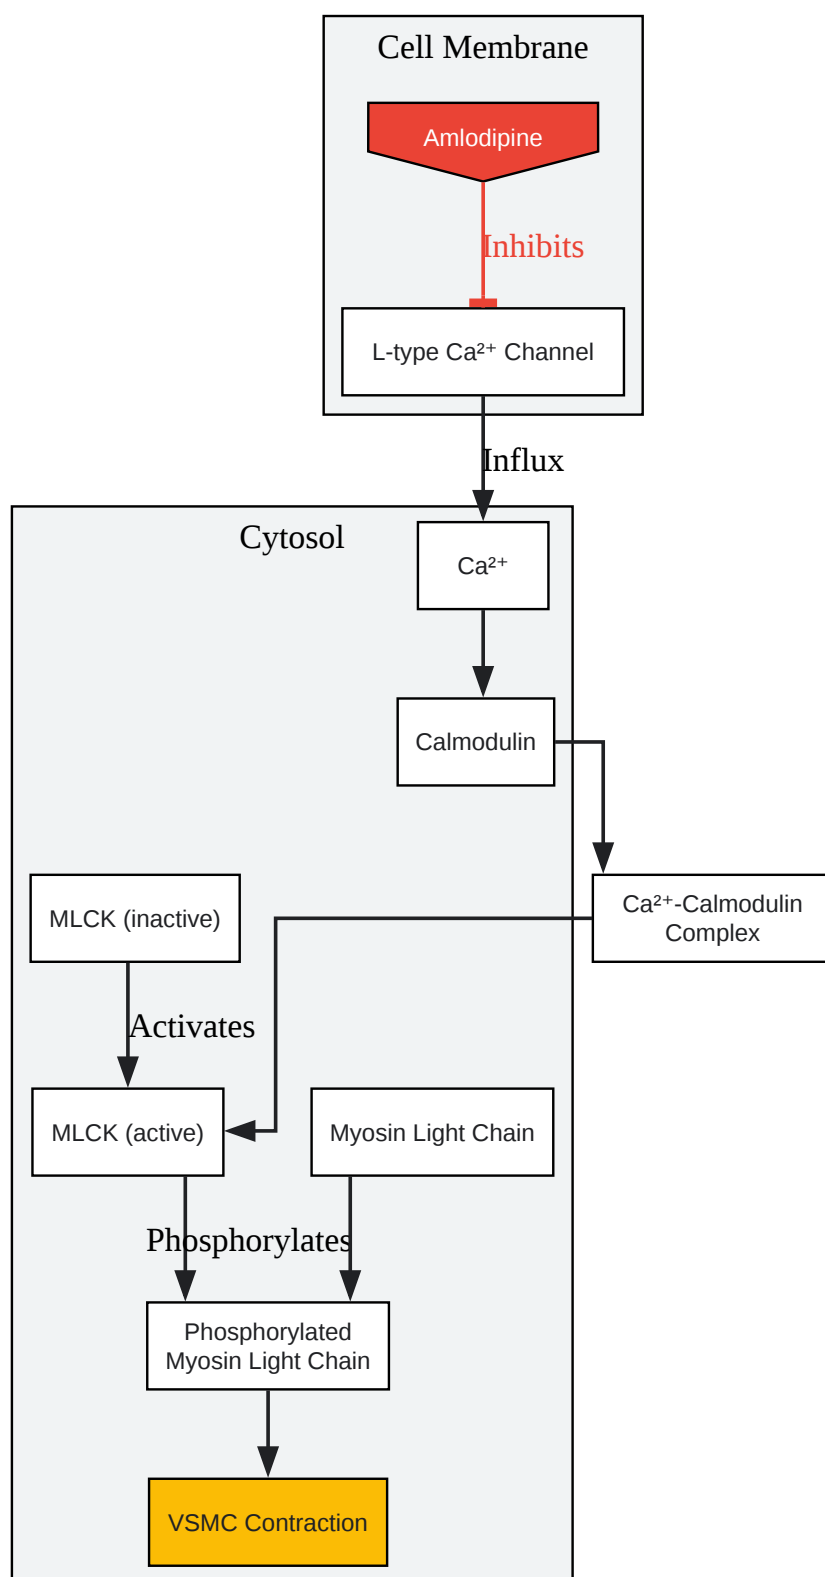 Cell Membrane
Amlodipine
Inhibits
L-type Ca²⁺ Channel
Influx
Cytosol
Ca²⁺
Calmodulin
MLCK (inactive)
Ca²⁺-Calmodulin
Complex
Activates
MLCK (active)
Myosin Light Chain
Phosphorylates
Phosphorylated
Myosin Light Chain
VSMC Contraction